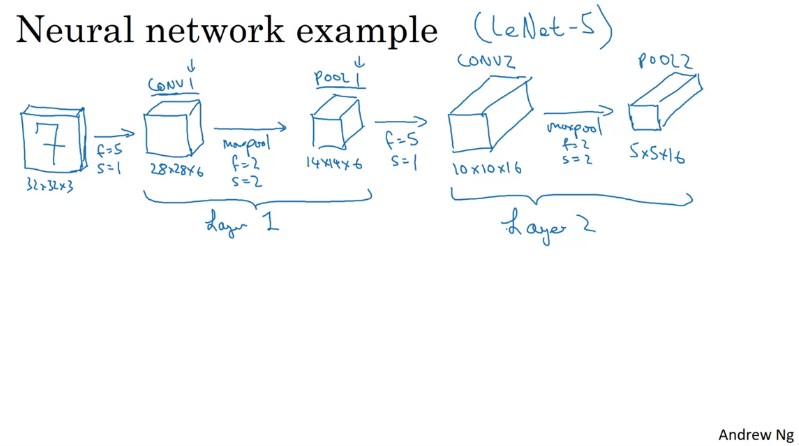 Neural network example (LeNet-5)
CONV1
POOL1
CONV2
POOL2
7
32×32×3
f=5
s=1
28×28×6
maxpool
f=2
s=2
14×14×6
f=5
s=1
10×10×16
maxpool
f=2
s=2
5×5×16
Layer 1
Layer 2
Andrew Ng